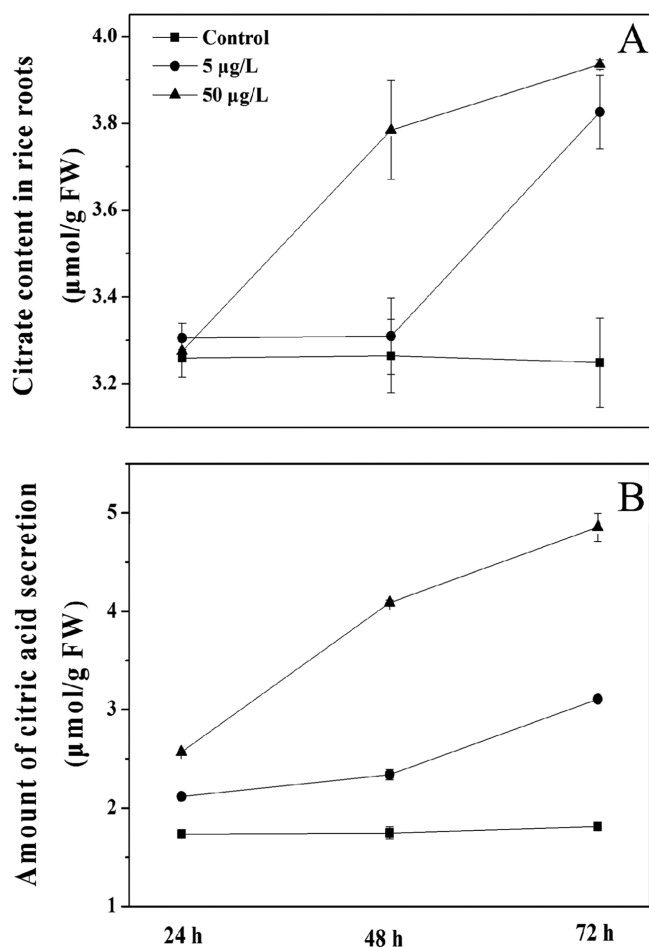 A
Control
5 µg/L
50 µg/L
4.0
3.8
3.6
3.4
3.2
Citrate content in rice roots
(µmol/g FW)
B
5
4
3
2
1
Amount of citric acid secretion
(µmol/g FW)
24 h
48 h
72 h